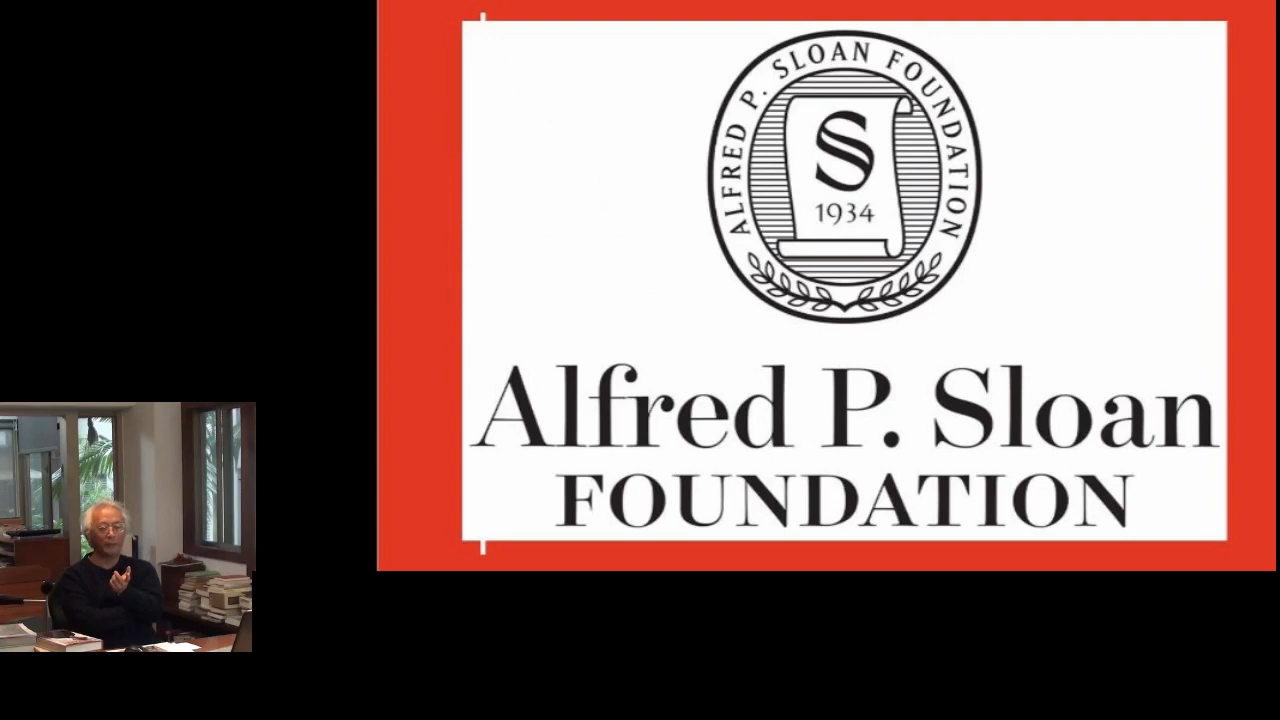 ALFRED P. SLOAN FOUNDATION
S
1934
Alfred P. Sloan
FOUNDATION